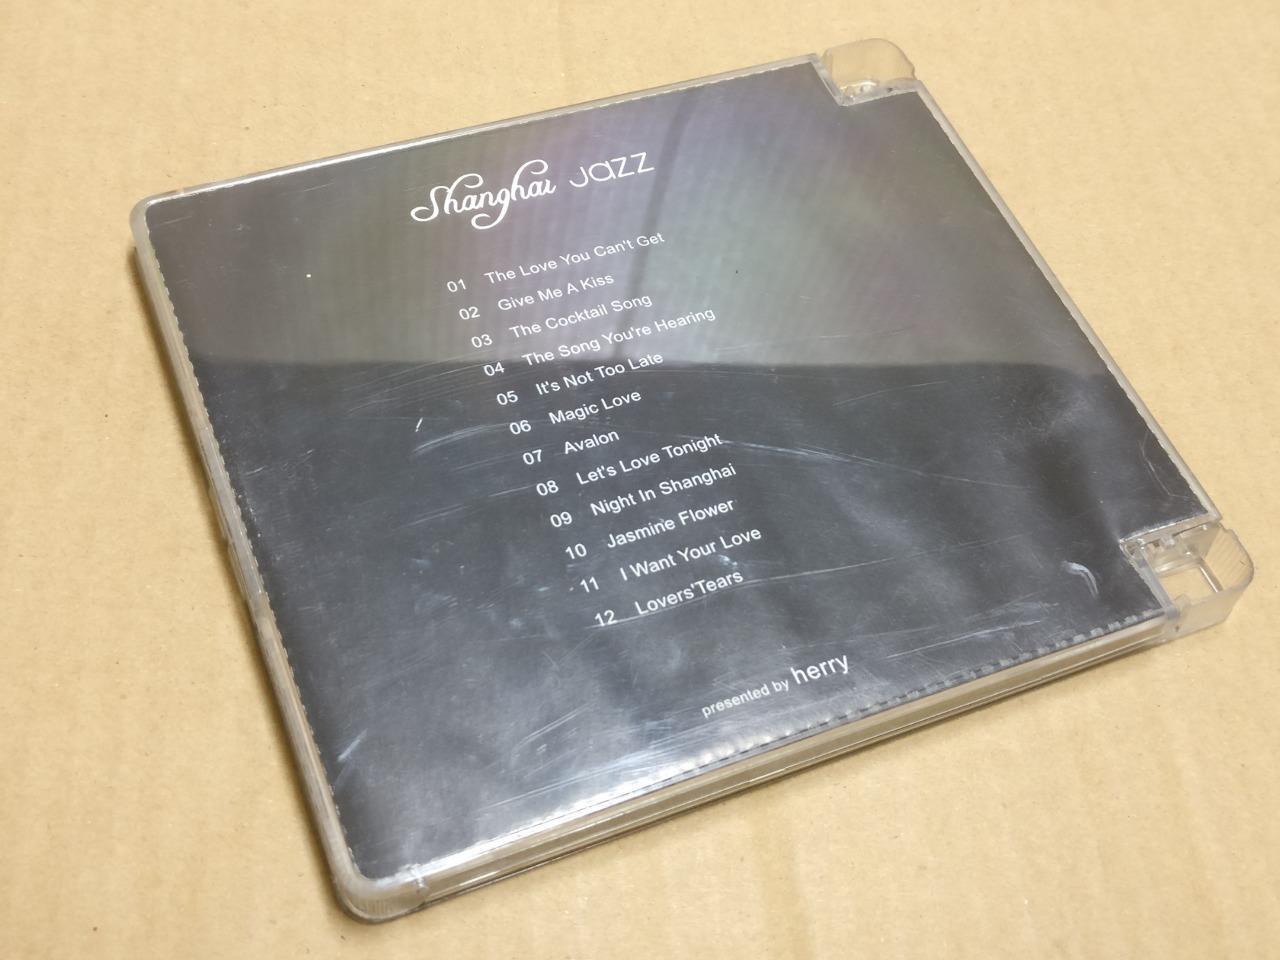 Shanghai Jazz
01 The Love You Can't Get
02 Give Me A Kiss
03 The Cocktail Song
04 The Song You're Hearing
05 It's Not Too Late
06 Magic Love
07 Avalon
08 Let's Love Tonight
09 Night In Shanghai
10 Jasmine Flower
11 I Want Your Love
12 Lovers'Tears
presented by herry